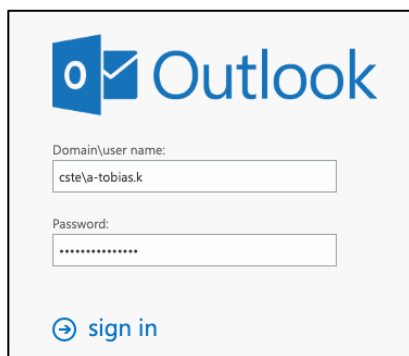 Outlook
Domain\user name:
cste\a-tobias.k
Password:
•••••••••••••••
sign in